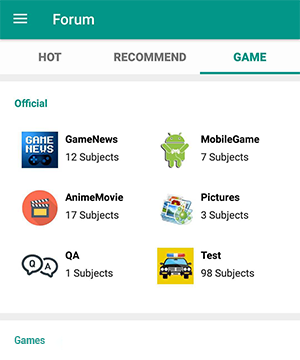 Forum
HOT RECOMMEND GAME
Official
GAME
NEWS
GameNews
12 Subjects
MobileGame
7 Subjects
AnimeMovie
17 Subjects
Pictures
3 Subjects
Q A
QA
1 Subjects
Test
98 Subjects
Games